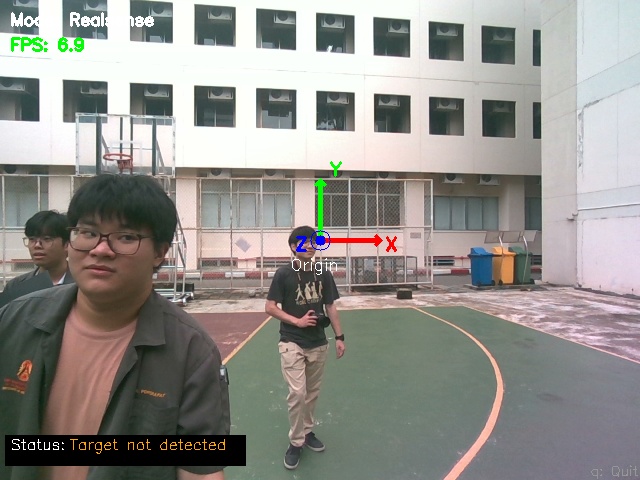 Mode: Realsense
FPS: 6.9
Y
Z
X
Origin
Status: Target not detected
q: Quit